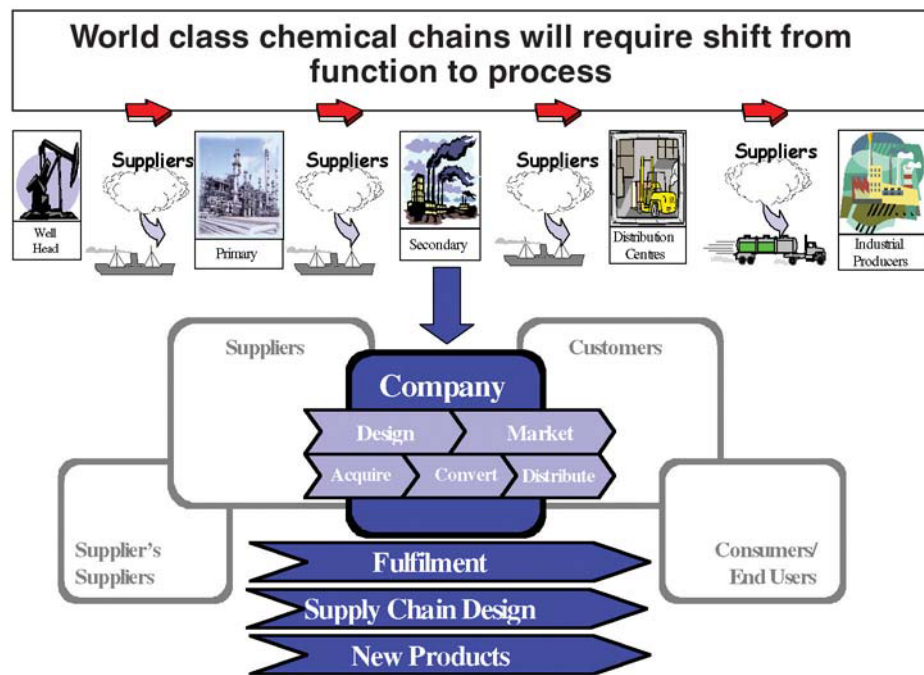 World class chemical chains will require shift from
function to process
Suppliers
Suppliers
Suppliers
Suppliers
Well
Head
Primary
Secondary
Distribution
Centres
Industrial
Producers
Suppliers
Customers
Company
Design
Market
Acquire
Convert
Distribute
Supplier's
Suppliers
Consumers/
End Users
Fulfilment
Supply Chain Design
New Products